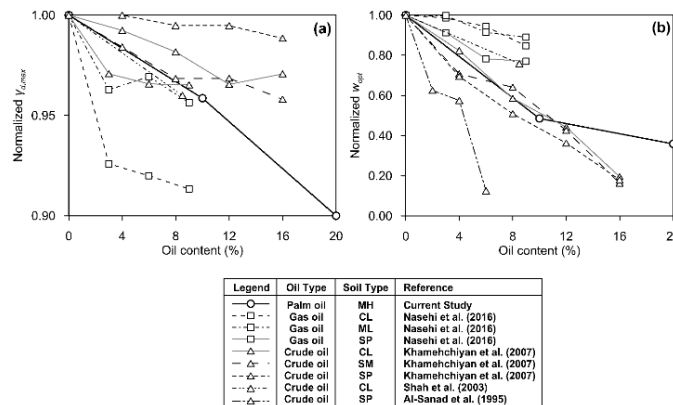 (a)
1.00
0.95
0.90
Normalized γd,max
0 4 8 12 16 20
Oil content (%)
(b)
1.00
0.80
0.60
0.40
0.20
0.00
Normalized wopt
0 4 8 12 16 20
Oil content (%)
Legend Oil Type Soil Type Reference
Palm oil MH Current Study
Gas oil CL Nasehi et al. (2016)
Gas oil ML Nasehi et al. (2016)
Gas oil SP Nasehi et al. (2016)
Crude oil CL Khamehchiyan et al. (2007)
Crude oil SM Khamehchiyan et al. (2007)
Crude oil SP Khamehchiyan et al. (2007)
Crude oil CL Shah et al. (2003)
Crude oil SP Al-Sanad et al. (1995)